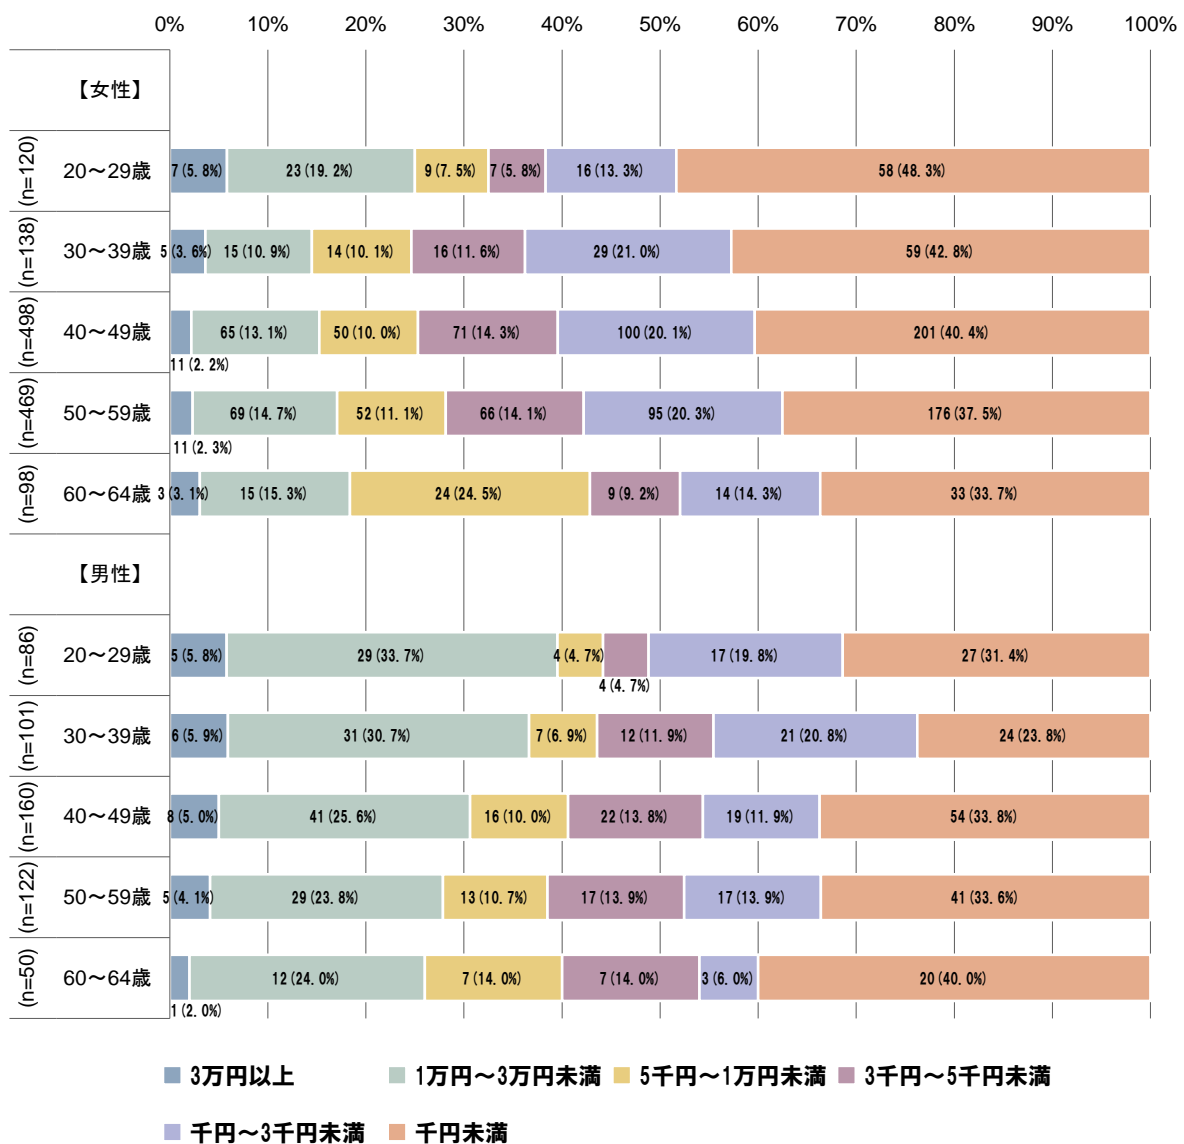 0% 10% 20% 30% 40% 50% 60% 70% 80% 90% 100%
【女性】
(n=120) 20～29歳 7(5.8%) 23(19.2%) 9(7.5%) 7(5.8%) 16(13.3%) 58(48.3%)
(n=138) 30～39歳 5(3.6%) 15(10.9%) 14(10.1%) 16(11.6%) 29(21.0%) 59(42.8%)
(n=498) 40～49歳 65(13.1%) 50(10.0%) 71(14.3%) 100(20.1%) 201(40.4%)
11(2.2%)
(n=469) 50～59歳 69(14.7%) 52(11.1%) 66(14.1%) 95(20.3%) 176(37.5%)
11(2.3%)
(n=98) 60～64歳 3(3.1%) 15(15.3%) 24(24.5%) 9(9.2%) 14(14.3%) 33(33.7%)
【男性】
(n=86) 20～29歳 5(5.8%) 29(33.7%) 4(4.7%) 17(19.8%) 27(31.4%)
4(4.7%)
(n=101) 30～39歳 6(5.9%) 31(30.7%) 7(6.9%) 12(11.9%) 21(20.8%) 24(23.8%)
(n=160) 40～49歳 8(5.0%) 41(25.6%) 16(10.0%) 22(13.8%) 19(11.9%) 54(33.8%)
(n=122) 50～59歳 5(4.1%) 29(23.8%) 13(10.7%) 17(13.9%) 17(13.9%) 41(33.6%)
(n=50) 60～64歳 12(24.0%) 7(14.0%) 7(14.0%) 3(6.0%) 20(40.0%)
1(2.0%)
3万円以上 1万円～3万円未満 5千円～1万円未満 3千円～5千円未満
千円～3千円未満 千円未満